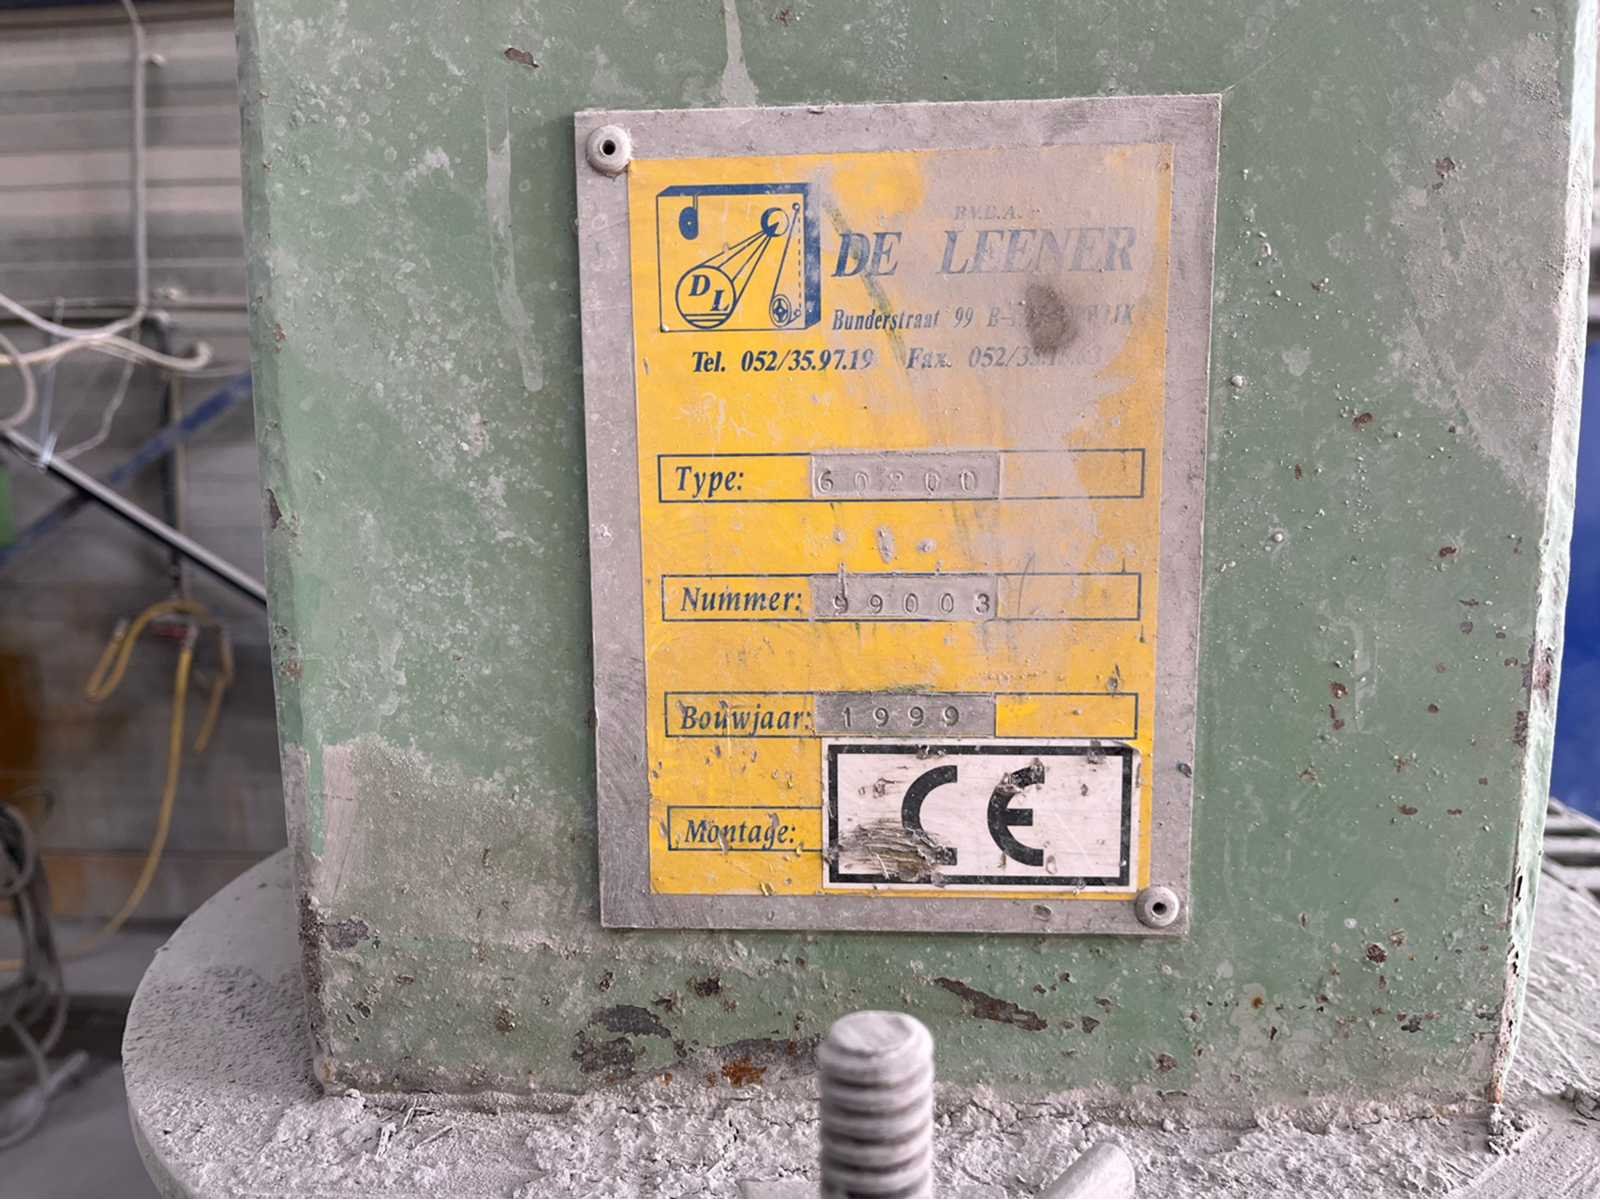 DL
B.V.B.A.
DE LEENER
Bunderstraat 99 B-
Tel. 052/35.97.19 Fax. 052/
Type: 60200
Nummer: 99003
Bouwjaar: 1999
Montage:
CE